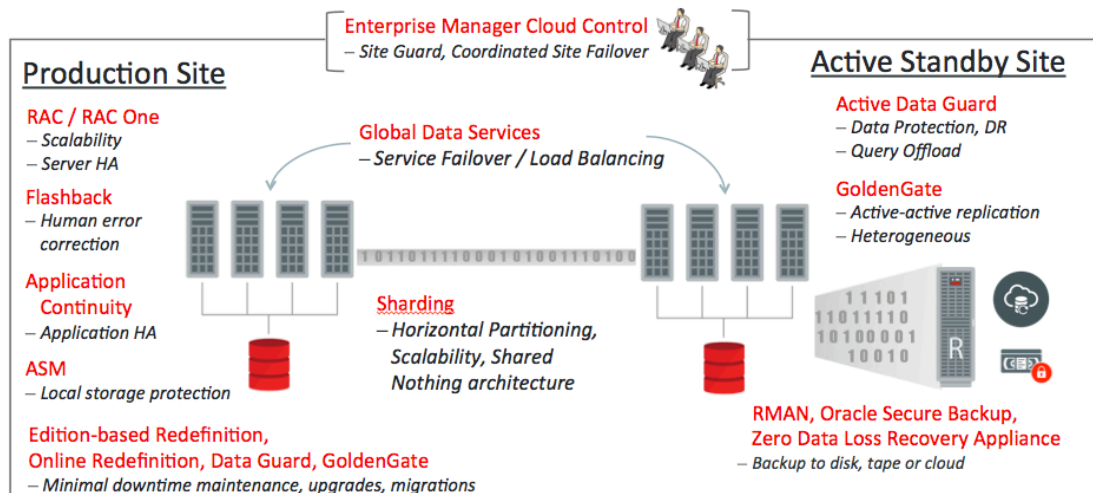 Enterprise Manager Cloud Control
– Site Guard, Coordinated Site Failover
Production Site
RAC / RAC One
– Scalability
– Server HA
Flashback
– Human error
correction
Application
Continuity
– Application HA
ASM
– Local storage protection
Edition-based Redefinition,
Online Redefinition, Data Guard, GoldenGate
– Minimal downtime maintenance, upgrades, migrations
Global Data Services
– Service Failover / Load Balancing
101101111000101001110100
Sharding
– Horizontal Partitioning,
Scalability, Shared
Nothing architecture
Active Standby Site
Active Data Guard
– Data Protection, DR
– Query Offload
GoldenGate
– Active-active replication
– Heterogeneous
11101
11011110
10100001
10010
R
RMAN, Oracle Secure Backup,
Zero Data Loss Recovery Appliance
– Backup to disk, tape or cloud